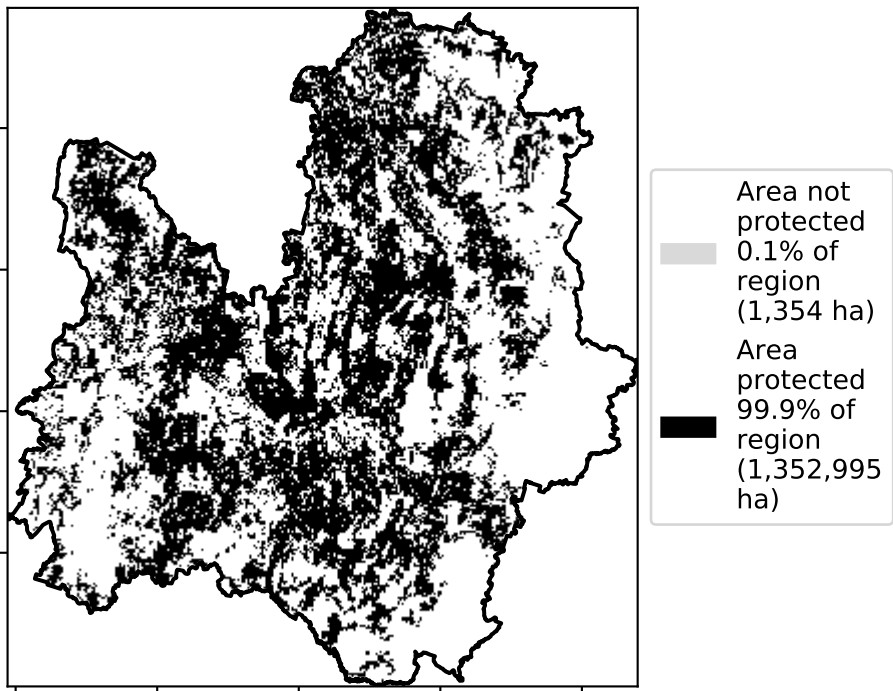 Area not
protected
0.1% of
region
(1,354 ha)
Area
protected
99.9% of
region
(1,352,995
ha)